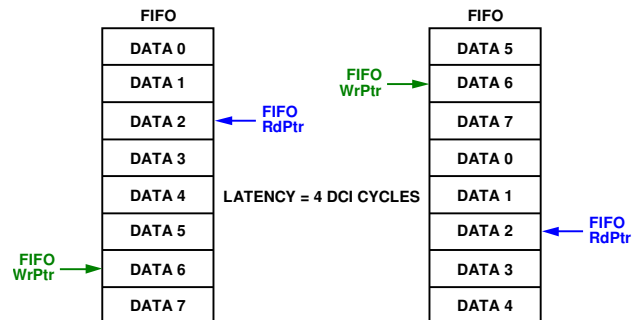 FIFO
DATA 0
DATA 1
DATA 2
DATA 3
DATA 4
DATA 5
DATA 6
DATA 7
FIFO
RdPtr
FIFO
WrPtr
LATENCY = 4 DCI CYCLES
FIFO
DATA 5
DATA 6
DATA 7
DATA 0
DATA 1
DATA 2
DATA 3
DATA 4
FIFO
WrPtr
FIFO
RdPtr